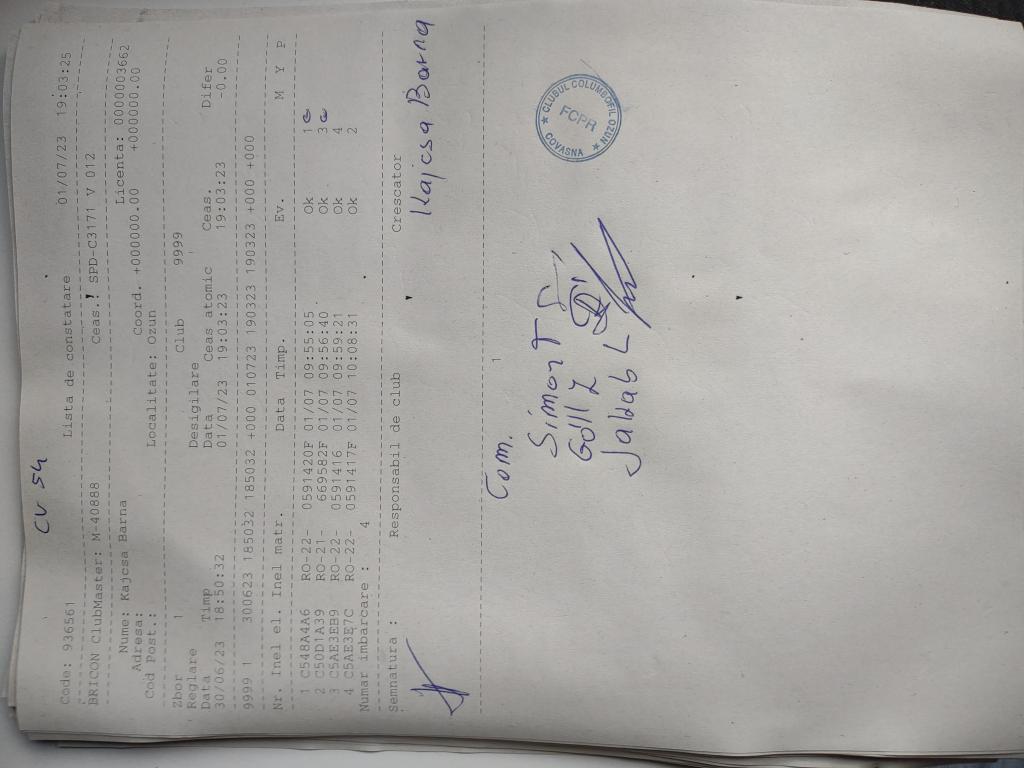 CV 54
Code: 936561 Lista de constatare 01/07/23 19:03:25
BRICON ClubMaster: M-40888 Ceas.: SPD-C3171 V 012
Nume: Kajcsa Barna Licenta: 0000003662
Adresa: Coord. +000000.00 +0000000.00
Cod Post.: Localitate: Ozun
Zbor 1 Club 9999
Reglare Desigilare
Data Timp Data Ceas atomic Ceas. Difer
30/06/23 18:50:32 01/07/23 19:03:23 19:03:23 -0.00
9999 1 300623 185032 185032 +000 010723 190323 190323 +000 +000
Nr. Inel el. Inel matr. Data Timp. Ev. M Y P
1 C548A4A6 RO-22- 0591420F 01/07 09:55:05 Ok 1
2 C50D1A39 RO-21- 669582F 01/07 09:56:40 Ok 3
3 C5AE3EB9 RO-22- 0591416 01/07 09:59:21 Ok 4
4 C5AE3E7C RO-22- 0591417F 01/07 10:08:31 Ok 2
Numar imbarcare : 4
Semnatura : Responsabil de club Crescator
Kajcsa Barna
1
Com.
Simon T
Goll Z
Jaldab L
CLUBUL COLUMBOFIL OZUN
FCPR
COVASNA